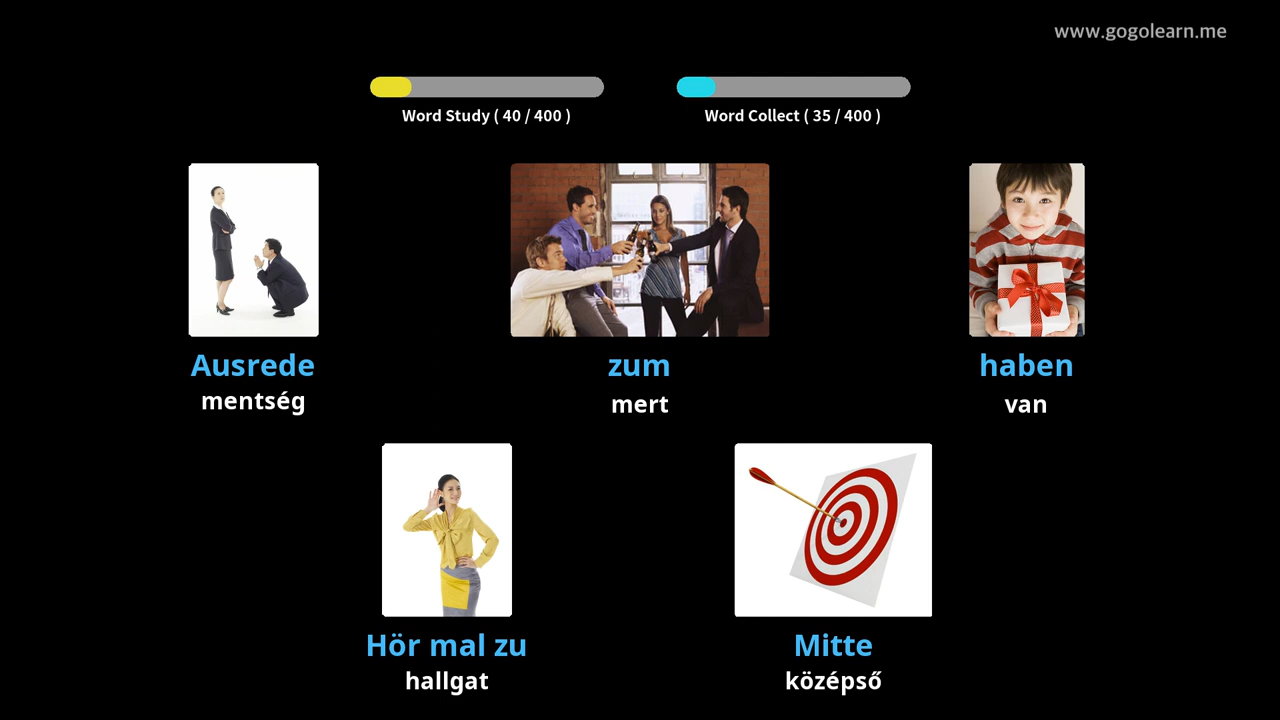 www.gogolearn.me
Word Study ( 40 / 400 )
Word Collect ( 35 / 400 )
Ausrede
mentség
zum
mert
haben
van
Hör mal zu
hallgat
Mitte
középső